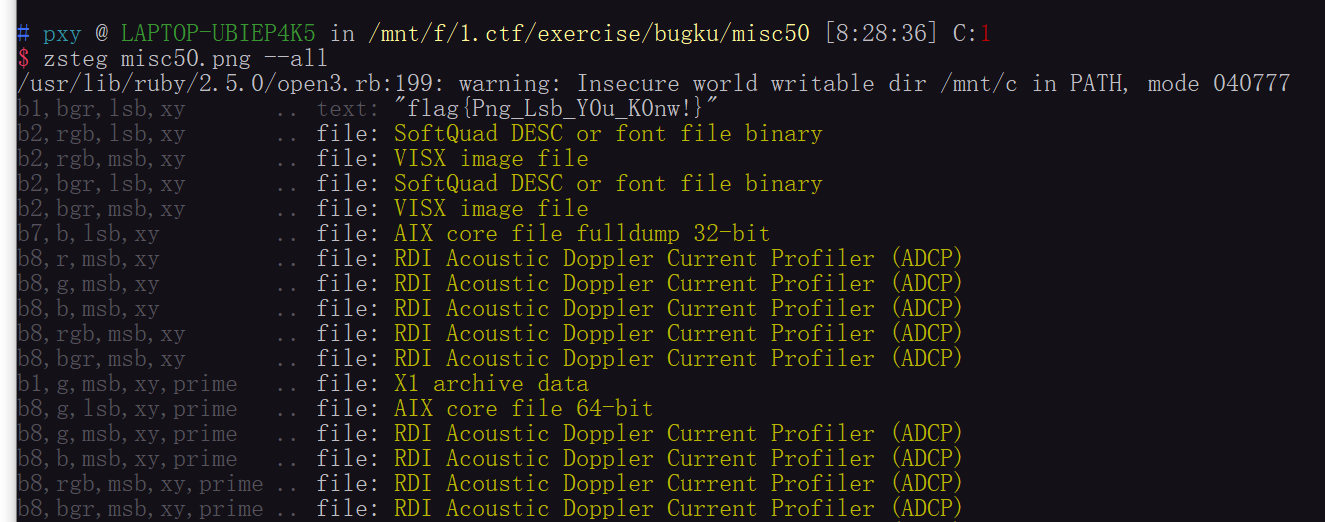 # pxy @ LAPTOP-UBIEP4K5 in /mnt/f/1.ctf/exercise/bugku/misc50 [8:28:36] C:1
$ zsteg misc50.png --all
/usr/lib/ruby/2.5.0/open3.rb:199: warning: Insecure world writable dir /mnt/c in PATH, mode 040777
b1,bgr,lsb,xy .. text: "flag{Png_Lsb_Y0u_K0nw!}"
b2,rgb,lsb,xy .. file: SoftQuad DESC or font file binary
b2,rgb,msb,xy .. file: VISX image file
b2,bgr,lsb,xy .. file: SoftQuad DESC or font file binary
b2,bgr,msb,xy .. file: VISX image file
b7,b,lsb,xy .. file: AIX core file fulldump 32-bit
b8,r,msb,xy .. file: RDI Acoustic Doppler Current Profiler (ADCP)
b8,g,msb,xy .. file: RDI Acoustic Doppler Current Profiler (ADCP)
b8,b,msb,xy .. file: RDI Acoustic Doppler Current Profiler (ADCP)
b8,rgb,msb,xy .. file: RDI Acoustic Doppler Current Profiler (ADCP)
b8,bgr,msb,xy .. file: RDI Acoustic Doppler Current Profiler (ADCP)
b1,g,msb,xy,prime .. file: X1 archive data
b8,g,lsb,xy,prime .. file: AIX core file 64-bit
b8,g,msb,xy,prime .. file: RDI Acoustic Doppler Current Profiler (ADCP)
b8,b,msb,xy,prime .. file: RDI Acoustic Doppler Current Profiler (ADCP)
b8,rgb,msb,xy,prime .. file: RDI Acoustic Doppler Current Profiler (ADCP)
b8,bgr,msb,xy,prime .. file: RDI Acoustic Doppler Current Profiler (ADCP)